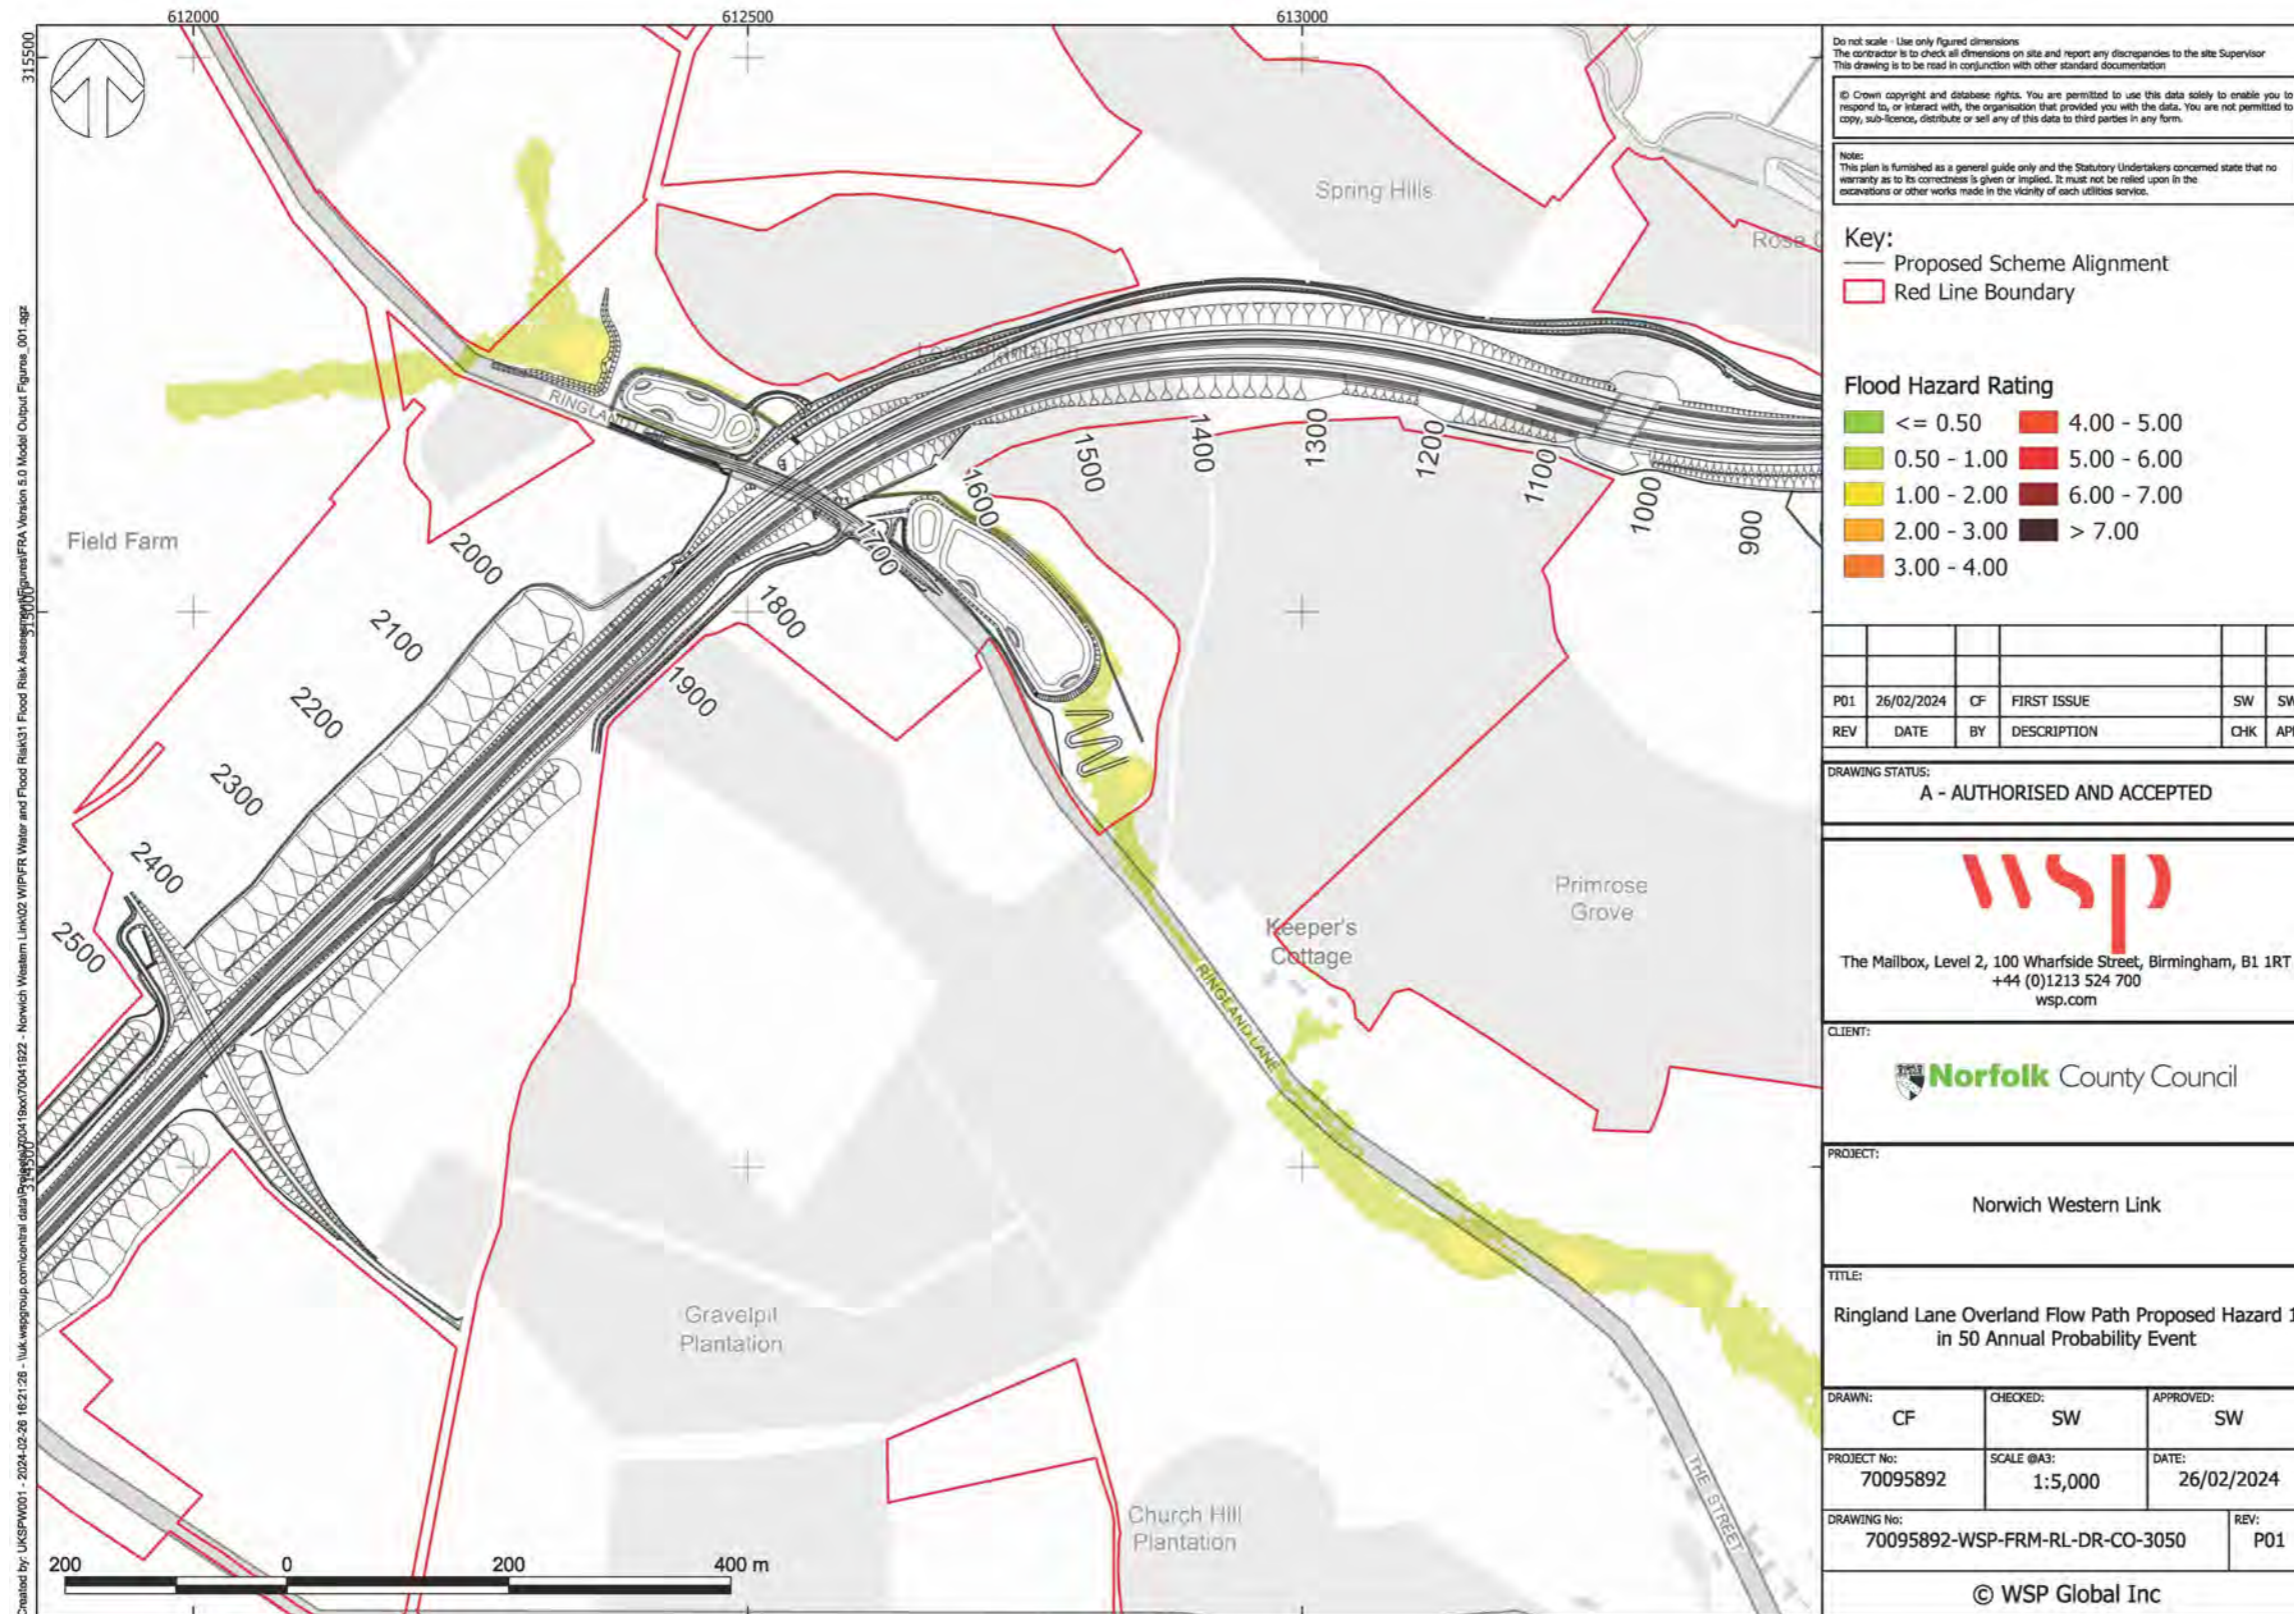 612000
612500
613000
315500
Spring Hills
RINGLAND
Field Farm
2000
2100
2200
2300
2400
2500
1900
1800
1700
1600
1500
1400
1300
1200
1100
1000
900
Primrose
Grove
Keeper's
Cottage
RINGLAND LANE
Gravelpit
Plantation
Church Hill
Plantation
THE STREET
200 0 200 400 m
Created by: UKSPW001 - 2024-02-26 16:21:26 -
Do not scale - Use only figured dimensions
The contractor is to check all dimensions on site and report any discrepancies to the site Supervisor
This drawing is to be read in conjunction with other standard documentation
© Crown copyright and database rights. You are permitted to use this data solely to enable you to
respond to, or interact with, the organisation that provided you with the data. You are not permitted to
copy, sub-licence, distribute or sell any of this data to third parties in any form.
Note:
This plan is furnished as a general guide only and the Statutory Undertakers concerned state that no
warranty as to its correctness is given or implied. It must not be relied upon in the
excavations or other works made in the vicinity of each utilities service.
Key:
Proposed Scheme Alignment
Red Line Boundary
Flood Hazard Rating
<= 0.50 4.00 - 5.00
0.50 - 1.00 5.00 - 6.00
1.00 - 2.00 6.00 - 7.00
2.00 - 3.00 > 7.00
3.00 - 4.00
P01 26/02/2024 CF FIRST ISSUE SW SW
REV DATE BY DESCRIPTION CHK
DRAWING STATUS:
A - AUTHORISED AND ACCEPTED
wsp
The Mailbox, Level 2, 100 Wharfside Street, Birmingham, B1 1RT
+44 (0)1213 524 700
wsp.com
CLIENT:
Norfolk County Council
PROJECT:
Norwich Western Link
TITLE:
Ringland Lane Overland Flow Path Proposed Hazard 1
in 50 Annual Probability Event
DRAWN: CHECKED: APPROVED:
CF SW SW
PROJECT No: SCALE @A3: DATE:
70095892 1:5,000 26/02/2024
DRAWING No: REV:
70095892-WSP-FRM-RL-DR-CO-3050 P01
© WSP Global Inc